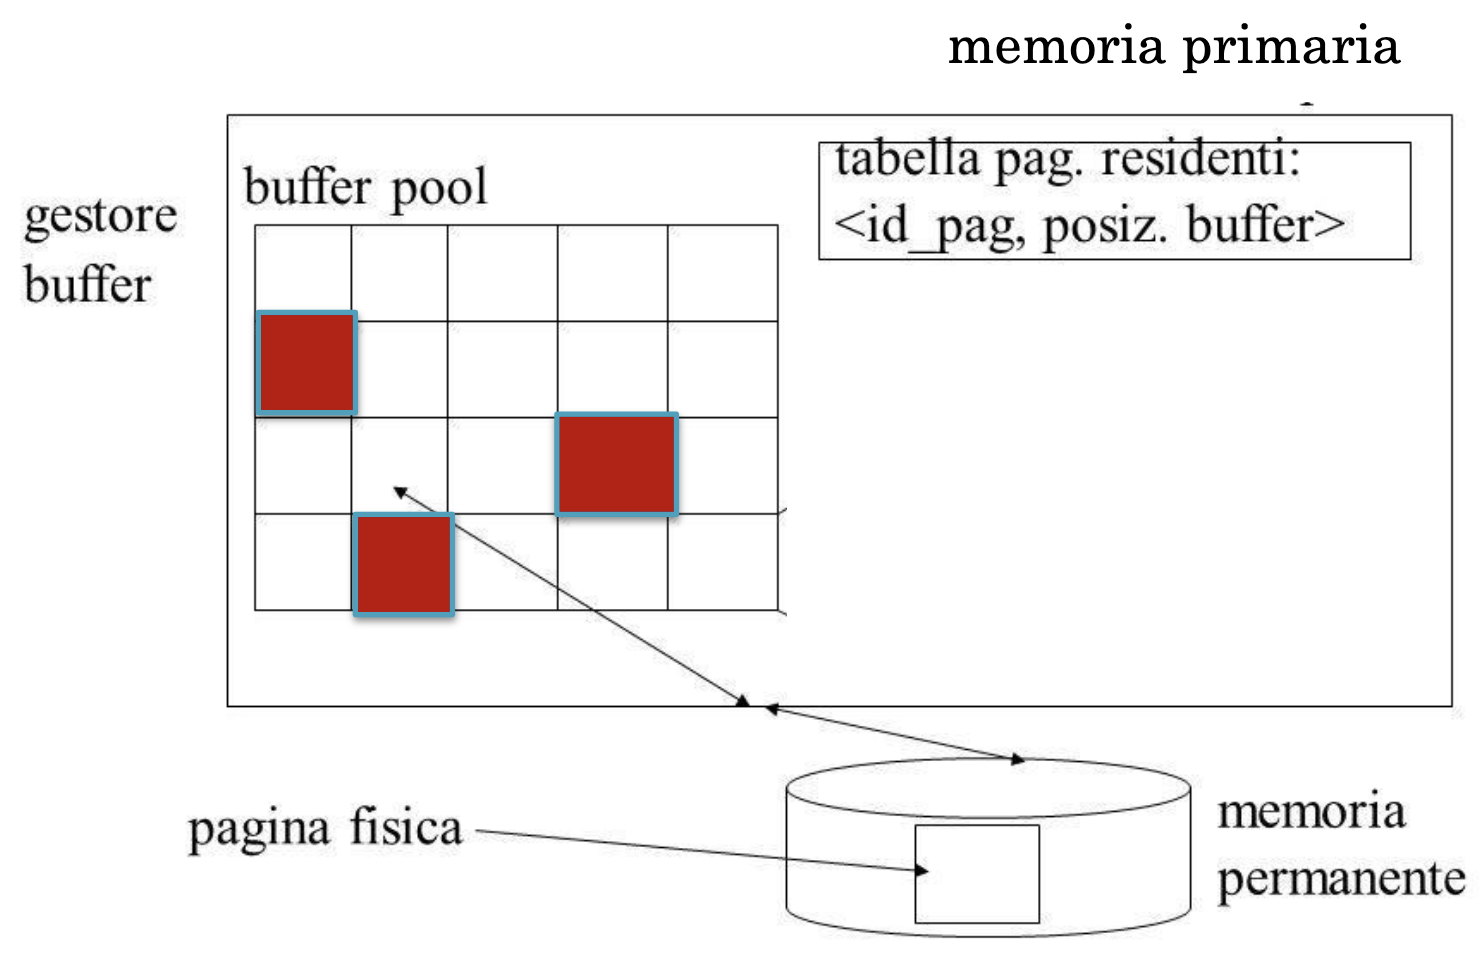 memoria primaria
tabella pag. residenti:
<id_pag, posiz. buffer>
buffer pool
gestore
buffer
pagina fisica
memoria
permanente